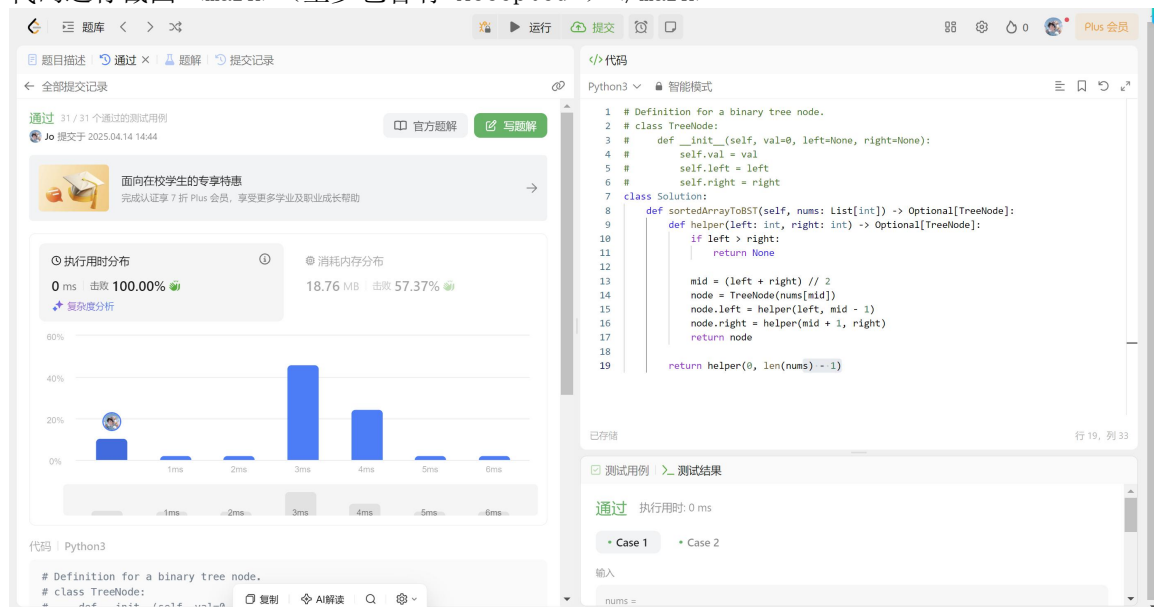 题库
运行
提交
0
Plus 会员
题目描述
通过
题解
提交记录
全部提交记录
通过 31 / 31 个通过的测试用例
Jo 提交于 2025.04.14 14:44
官方题解
写题解
面向在校学生的专享特惠
完成认证享 7 折 Plus 会员，享受更多学业及职业成长帮助
执行用时分布
0 ms 击败 100.00%
复杂度分析
消耗内存分布
18.76 MB 击败 57.37%
60%
40%
20%
0%
1ms 2ms 3ms 4ms 5ms 6ms
1ms 2ms 3ms 4ms 5ms 6ms
代码 Python3
# Definition for a binary tree node.
# class TreeNode:
复制 AI解读
</> 代码
Python3 智能模式
1 # Definition for a binary tree node.
2 # class TreeNode:
3 # def __init__(self, val=0, left=None, right=None):
4 # self.val = val
5 # self.left = left
6 # self.right = right
7 class Solution:
8 def sortedArrayToBST(self, nums: List[int]) -> Optional[TreeNode]:
9 def helper(left: int, right: int) -> Optional[TreeNode]:
10 if left > right:
11 return None
12
13 mid = (left + right) // 2
14 node = TreeNode(nums[mid])
15 node.left = helper(left, mid - 1)
16 node.right = helper(mid + 1, right)
17 return node
18
19 return helper(0, len(nums) - 1)
已存储
行 19, 列 33
测试用例
测试结果
通过 执行用时: 0 ms
Case 1 Case 2
输入
nums =